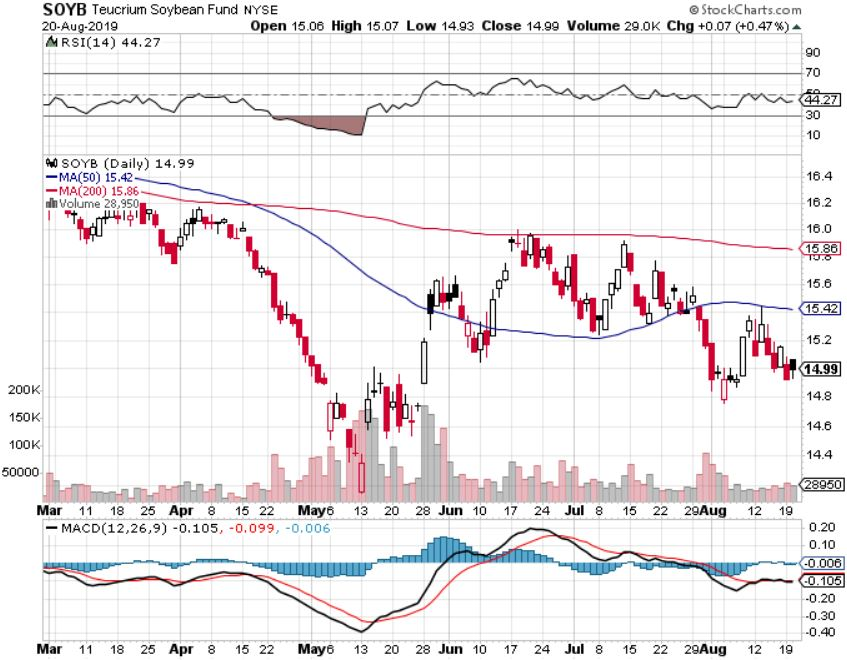 SOYB Teucrium Soybean Fund NYSE © StockCharts.com
20-Aug-2019 Open 15.06 High 15.07 Low 14.93 Close 14.99 Volume 29.0K Chg +0.07 (+0.47%)
RSI(14) 44.27
90
70
50
44.27
30
10
SOYB (Daily) 14.99
MA(50) 15.42
MA(200) 15.86
Volume 28,950
16.4
16.2
16.0
15.86
15.8
15.6
15.42
15.2
14.99
14.8
14.6
14.4
200K
150K
100K
50000
28950
Mar 11 18 25 Apr 8 15 22 May 6 13 20 28 Jun 10 17 24 Jul 8 15 22 29 Aug 12 19
MACD(12,26,9) -0.105, -0.099, -0.006
0.20
0.10
-0.006
-0.105
-0.20
-0.30
-0.40
Mar 11 18 25 Apr 8 15 22 May 6 13 20 28 Jun 10 17 24 Jul 8 15 22 29 Aug 12 19